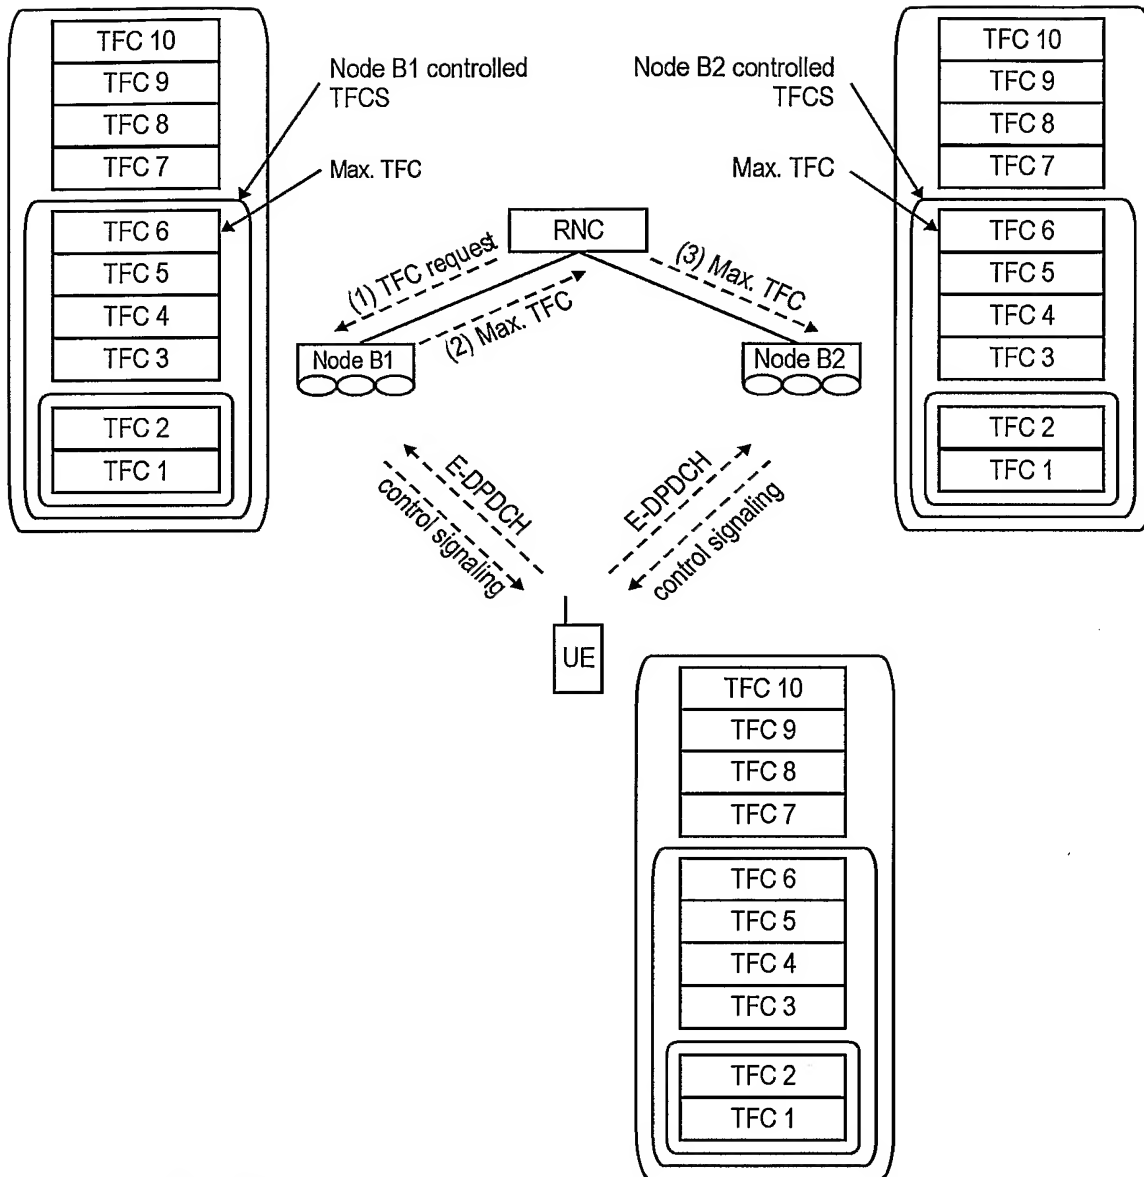 TFC 10
TFC 9
TFC 8
TFC 7
TFC 6
TFC 5
TFC 4
TFC 3
TFC 2
TFC 1
Node B1 controlled
TFCS
Max. TFC
Node B2 controlled
TFCS
Max. TFC
TFC 10
TFC 9
TFC 8
TFC 7
TFC 6
TFC 5
TFC 4
TFC 3
TFC 2
TFC 1
RNC
(1) TFC request
(2) Max. TFC
(3) Max. TFC
Node B1
Node B2
E-DPDCH
control signaling
E-DPDCH
control signaling
UE
TFC 10
TFC 9
TFC 8
TFC 7
TFC 6
TFC 5
TFC 4
TFC 3
TFC 2
TFC 1